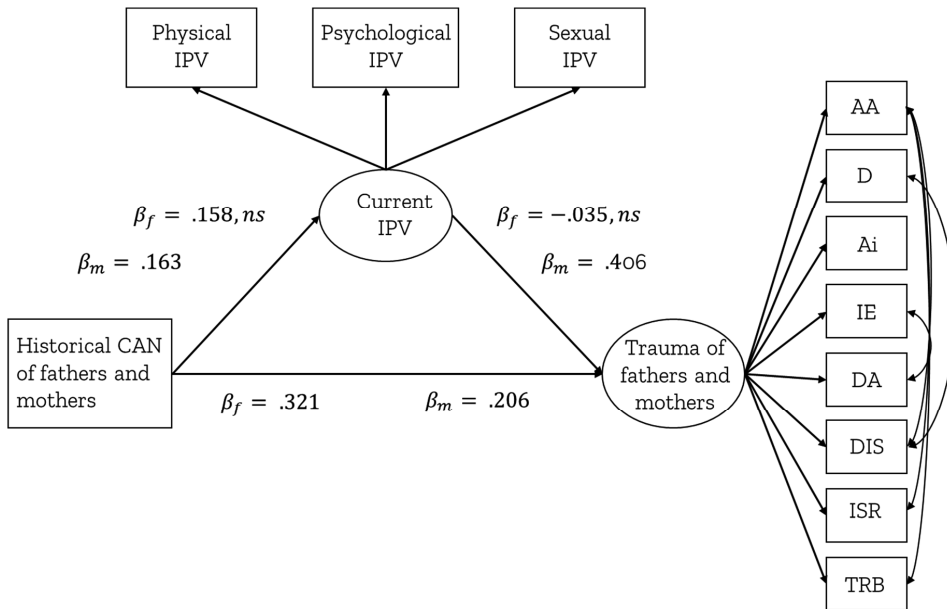 Physical
IPV
Psychological
IPV
Sexual
IPV
AA
D
Current
IPV
β_f = .158, ns
β_m = .163
β_f = −.035, ns
β_m = .406
Ai
IE
Historical CAN
of fathers and
mothers
Trauma of
fathers and
mothers
β_f = .321
β_m = .206
DA
DIS
ISR
TRB